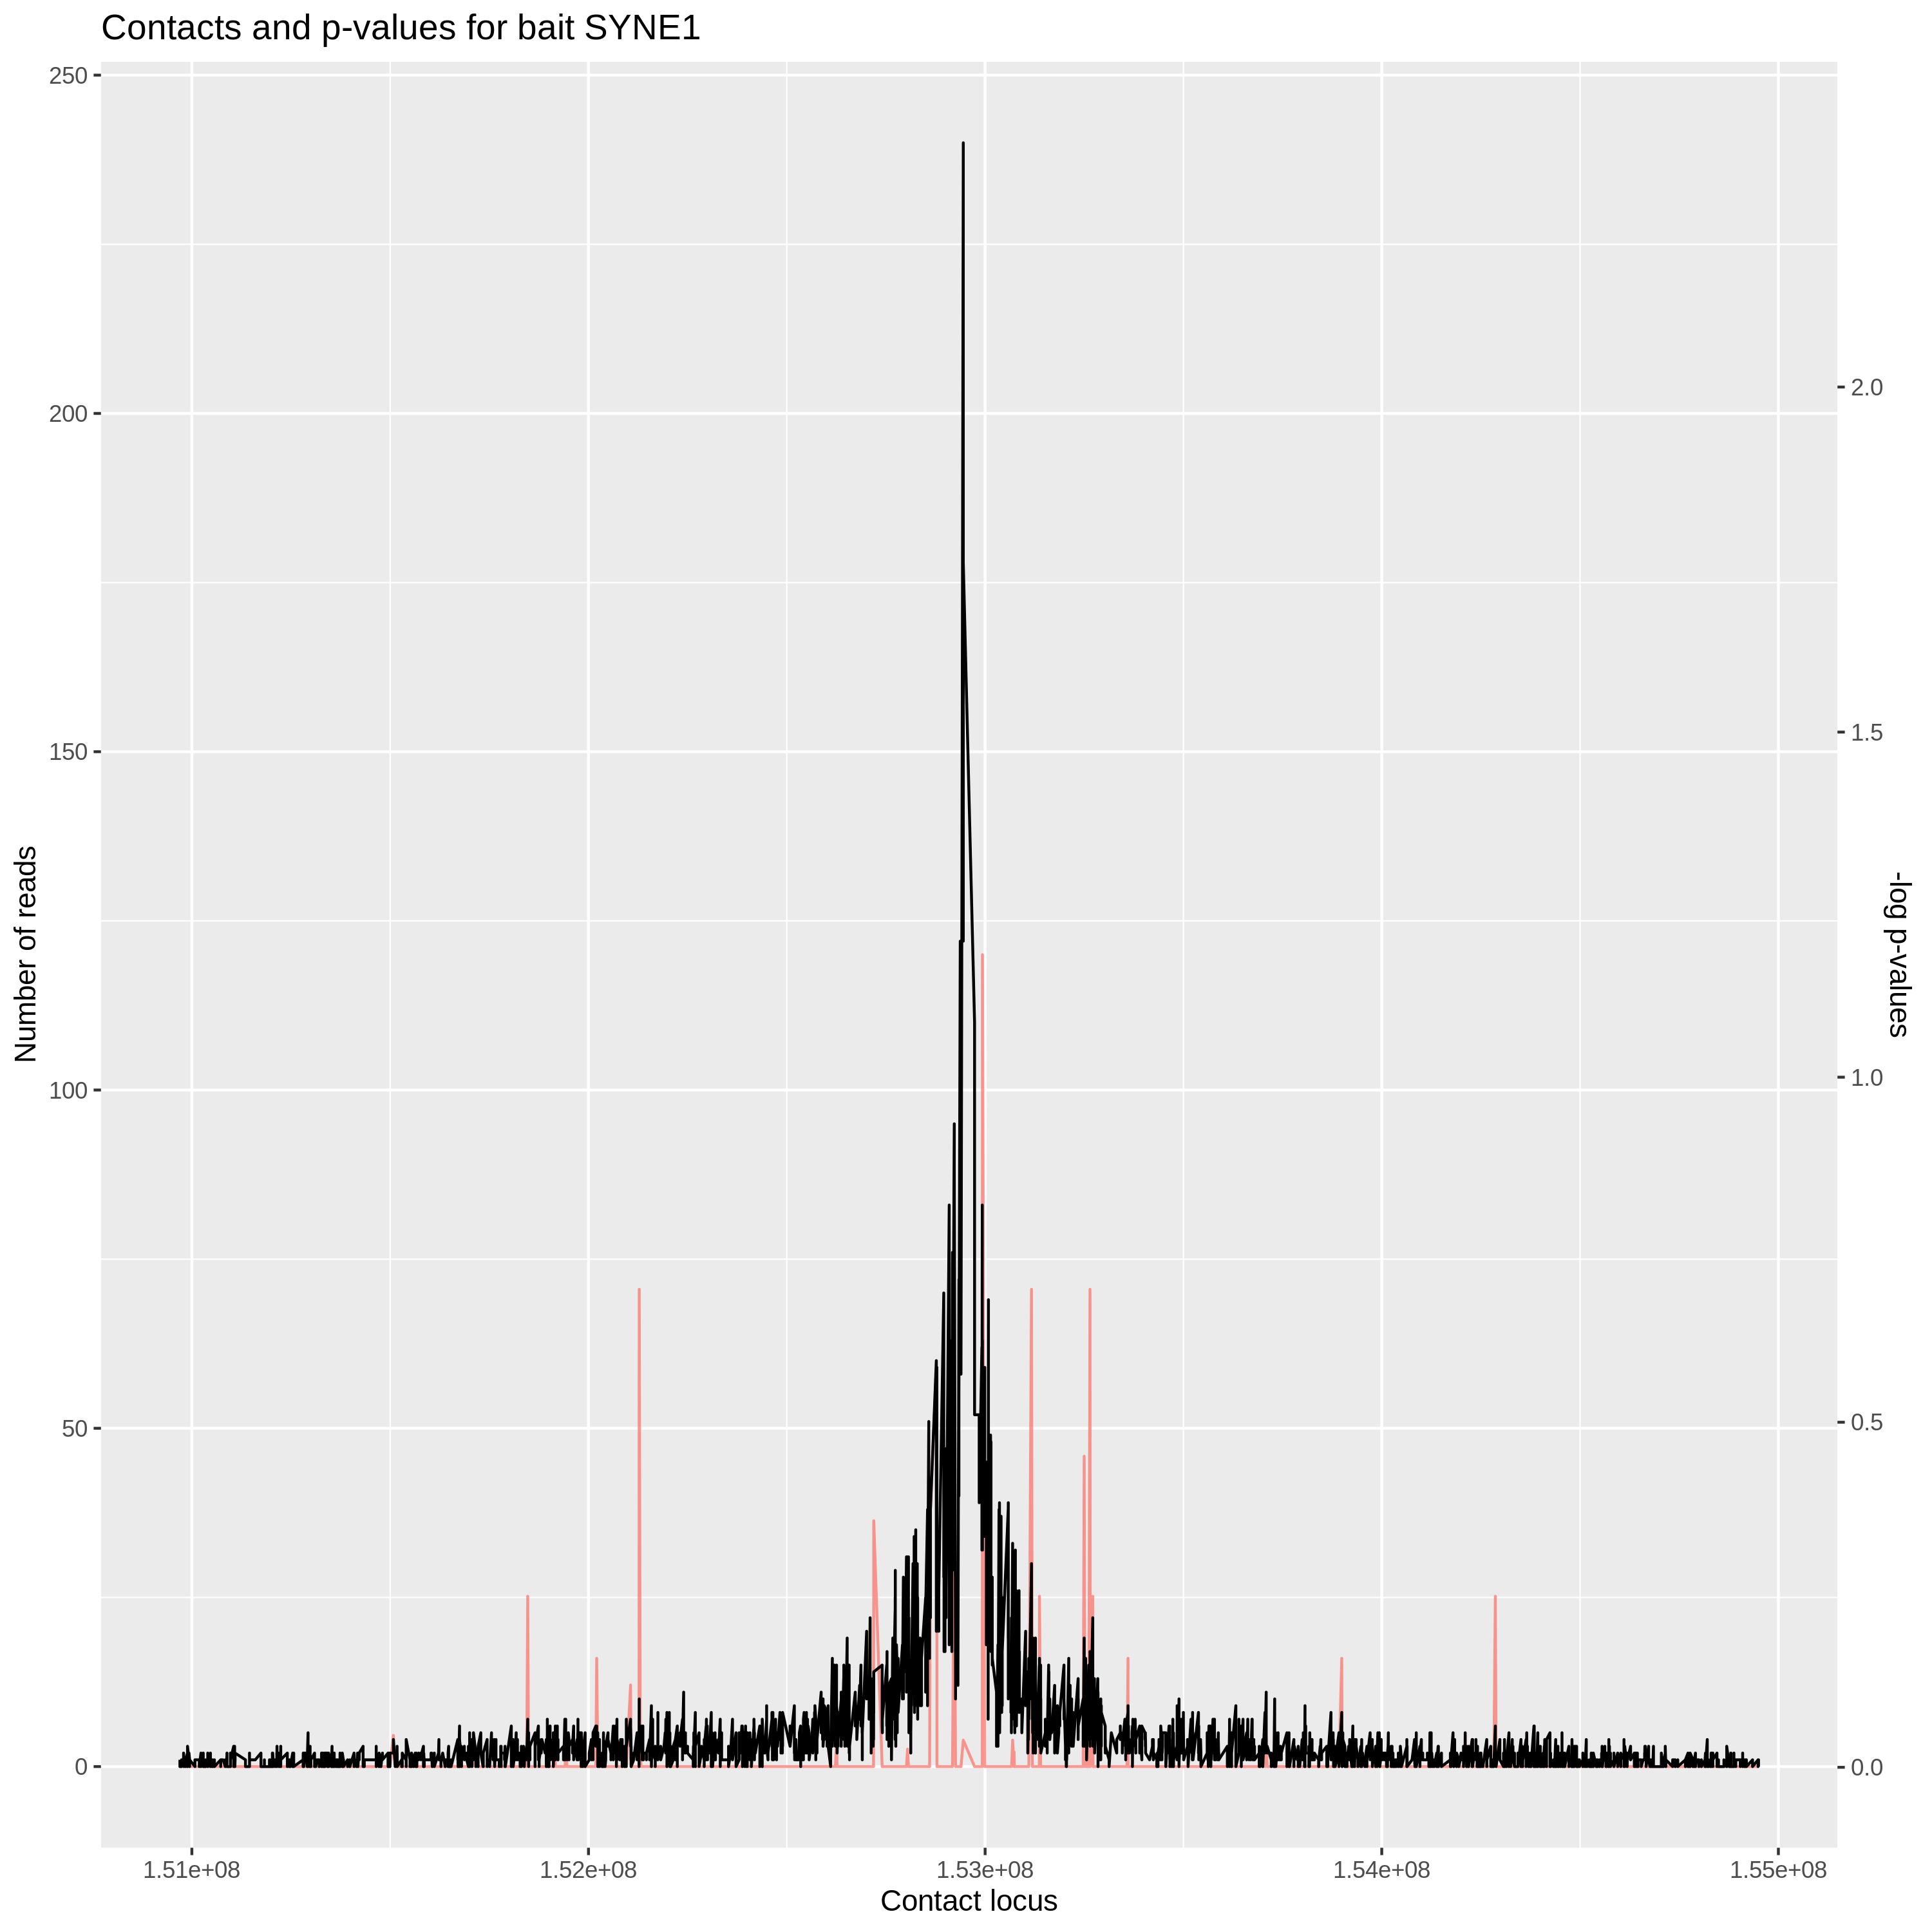 Contacts and p-values for bait SYNE1
250
200
150
100
50
0
Number of reads
2.0
1.5
1.0
0.5
0.0
-log p-values
1.51e+08 1.52e+08 1.53e+08 1.54e+08 1.55e+08
Contact locus